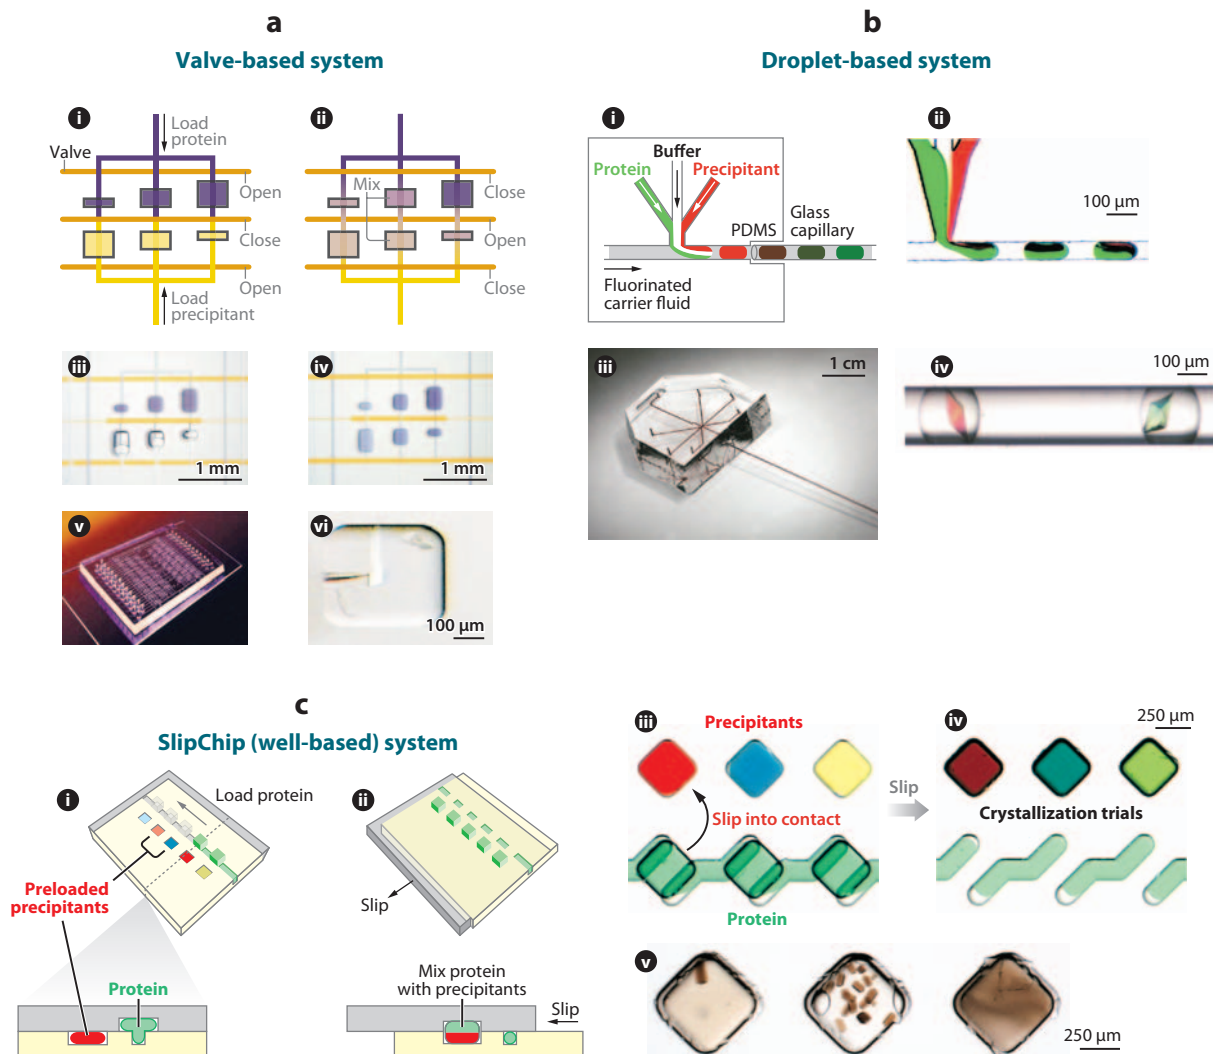 a
Valve-based system
i
Load
protein
Valve
Open
Close
Open
Load
precipitant
ii
Mix
Close
Open
Close
iii
1 mm
iv
1 mm
v
vi
100 µm
b
Droplet-based system
i
Buffer
Protein
Precipitant
PDMS
Glass
capillary
Fluorinated
carrier fluid
ii
100 µm
iii
1 cm
iv
100 µm
c
SlipChip (well-based) system
i
Load protein
Preloaded
precipitants
Protein
ii
Slip
Mix protein
with precipitants
Slip
iii
Precipitants
Slip into contact
Protein
Slip
iv
250 µm
Crystallization trials
v
250 µm